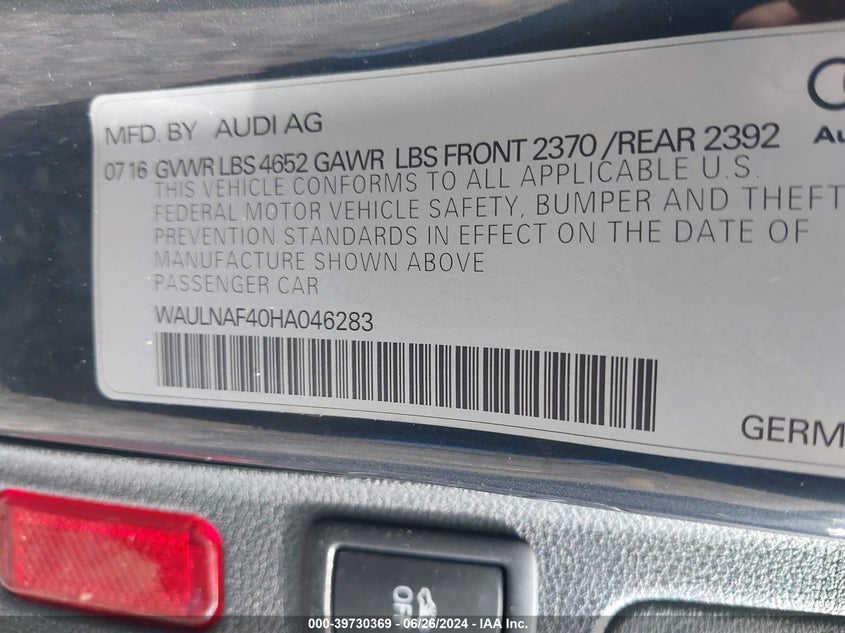 MFD. BY AUDI AG
07 16 GVWR LBS 4652 GAWR LBS FRONT 2370 /REAR 2392
THIS VEHICLE CONFORMS TO ALL APPLICABLE U.S.
FEDERAL MOTOR VEHICLE SAFETY, BUMPER AND THEFT
PREVENTION STANDARDS IN EFFECT ON THE DATE OF
MANUFACTURE SHOWN ABOVE
PASSENGER CAR
WAULNAF40HA046283
Au
GERM
OFF
000-39730369 - 06/26/2024 - IAA Inc.